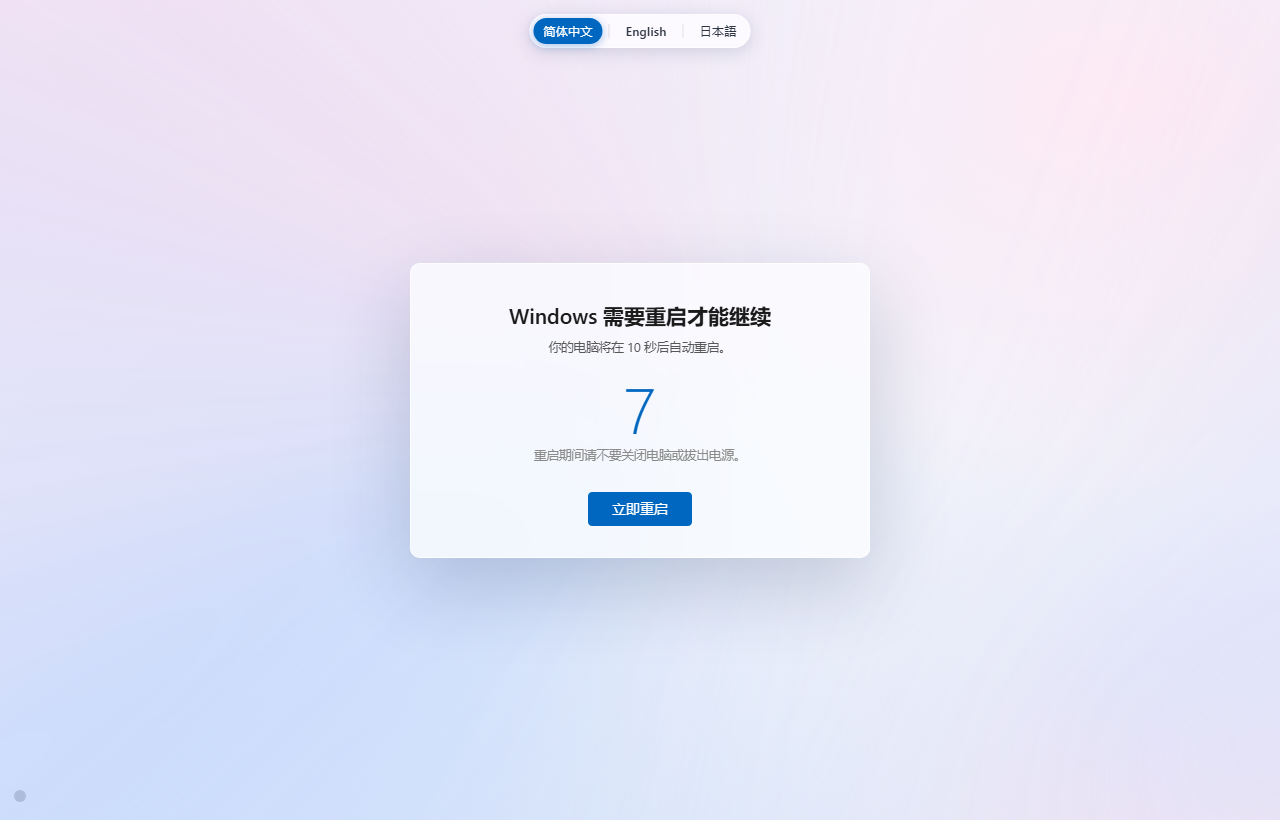 简体中文 English 日本語
Windows 需要重启才能继续
你的电脑将在 10 秒后自动重启。
7
重启期间请不要关闭电脑或拔出电源。
立即重启